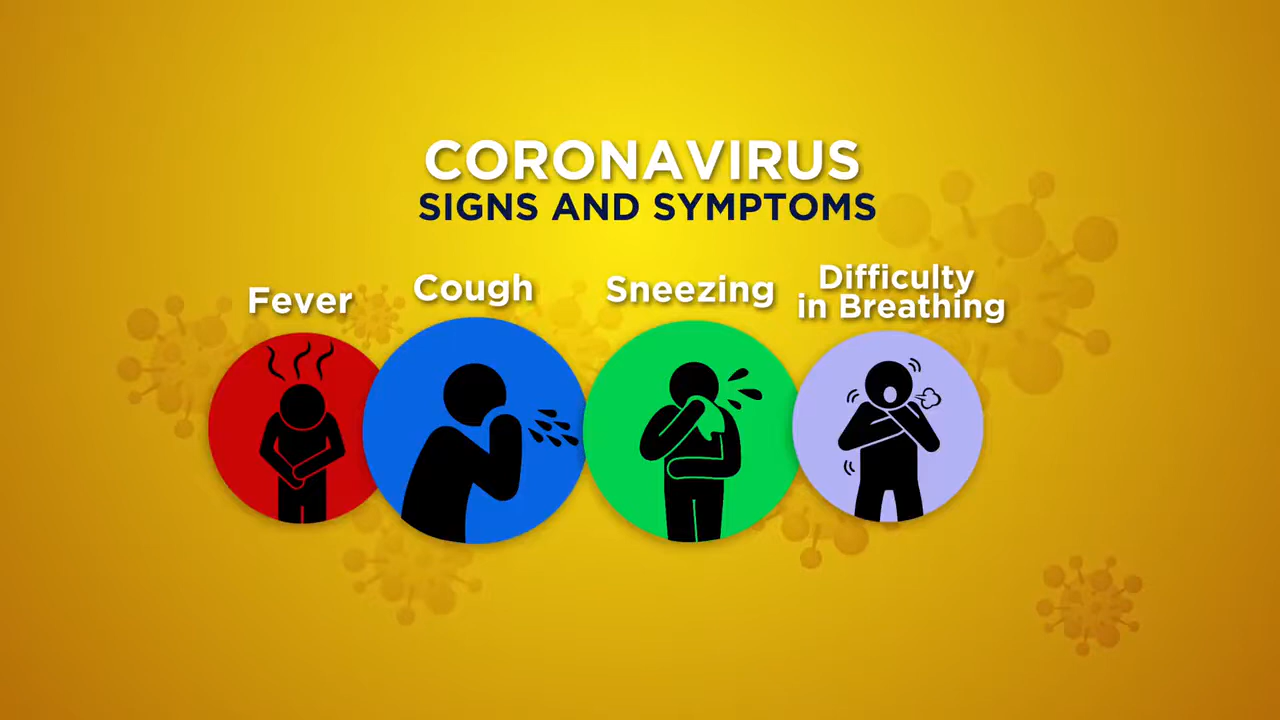 CORONAVIRUS
SIGNS AND SYMPTOMS
Fever
Cough
Sneezing
Difficulty
in Breathing